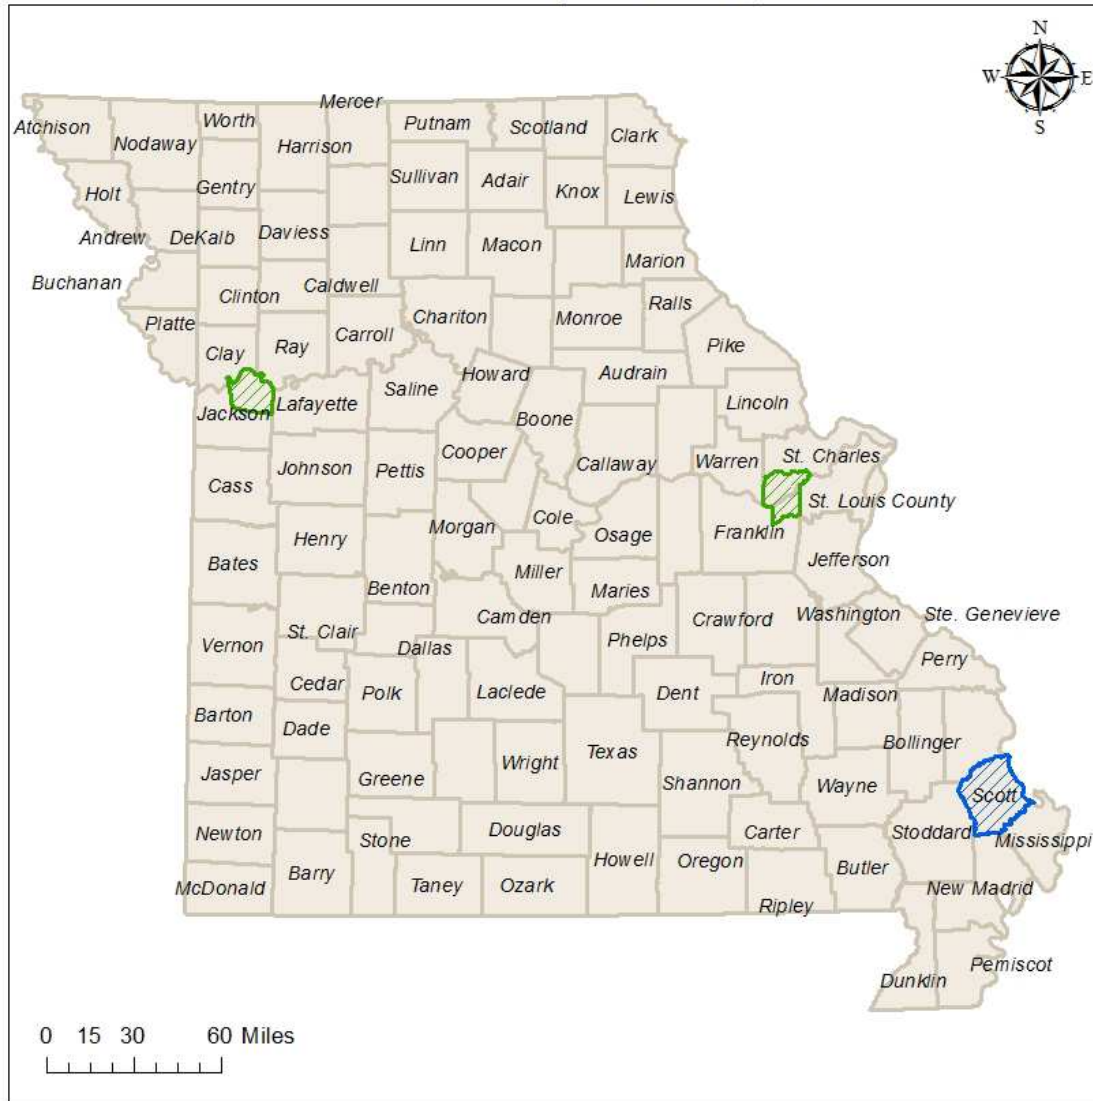 N
W E
S
Mercer
Atchison Worth Putnam Scotland
Nodaway Harrison Clark
Sullivan Adair
Holt Gentry Knox Lewis
Andrew DeKalb Daviess Linn Macon
Marion
Buchanan Clinton Caldwell
Platte Chariton Monroe Ralls
Clay Ray Carroll Pike
Howard Audrain
Jackson Lafayette Saline Lincoln
Boone
Cooper St. Charles
Johnson Pettis Callaway Warren
Cass St. Louis County
Morgan Cole
Henry Osage Franklin
Bates Miller Jefferson
Benton Maries
Camden Crawford Washington Ste. Genevieve
Vernon St. Clair Dallas Phelps
Perry
Cedar Polk Laclede Dent Iron
Madison
Barton Dade
Reynolds Bollinger
Jasper Greene Wright Texas
Shannon Wayne Scott
Newton Stone Douglas Carter Stoddard Mississippi
Barry Howell Oregon Butler
McDonald Taney Ozark New Madrid
Ripley
Pemiscot
Dunklin
0 15 30 60 Miles